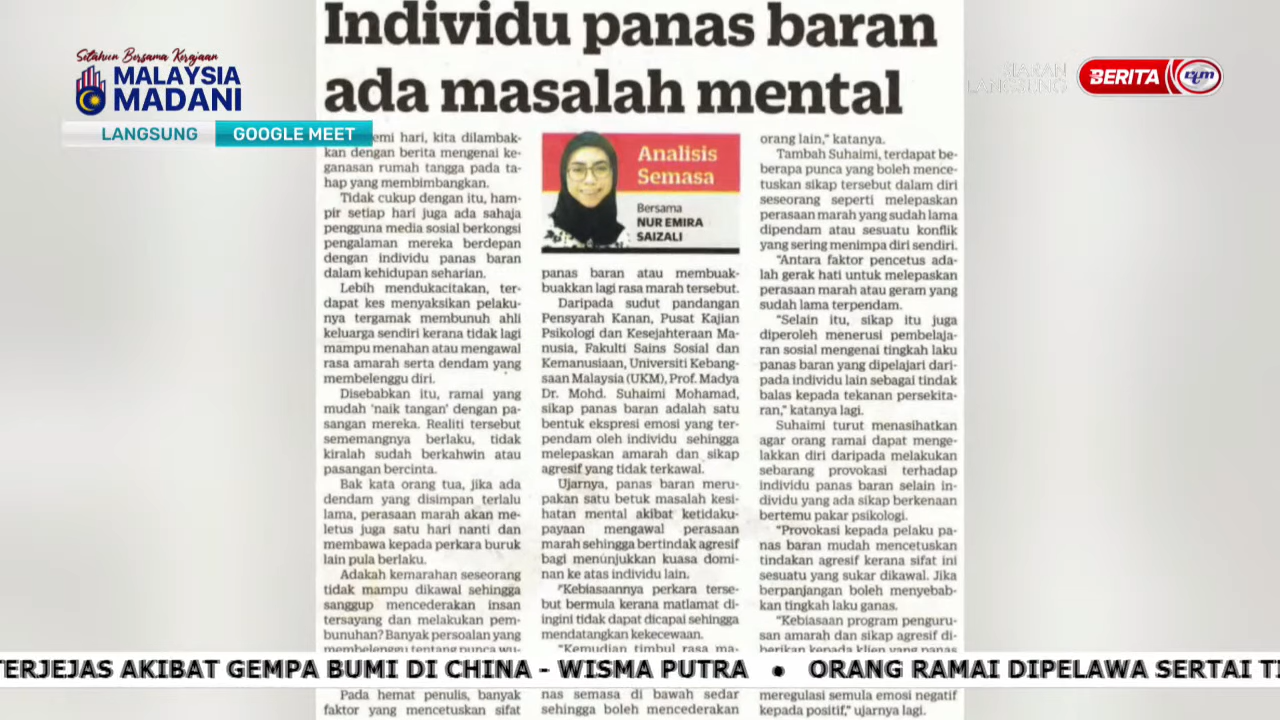 Individu panas baran
ada masalah mental
Setahun Bersama Kerajaan
MALAYSIA
MADANI
LANGSUNG
GOOGLE MEET
SIARAN
LANGSUNG
BERITA
emi hari, kita dilambak-
kan dengan berita mengenai ke-
ganasan rumah tangga pada ta-
hap yang membimbangkan.
Tidak cukup dengan itu, ham-
pir setiap hari juga ada sahaja
pengguna media sosial berkongsi
pengalaman mereka berdepan
dengan individu panas baran
dalam kehidupan seharian.
Lebih mendukacitakan, ter-
dapat kes menyaksikan pelaku-
nya tergamak membunuh ahli
keluarga sendiri kerana tidak lagi
mampu menahan atau mengawal
rasa amarah serta dendam yang
membelenggu diri.
Disebabkan itu, ramai yang
mudah 'naik tangan' dengan pa-
sangan mereka. Realiti tersebut
sememangnya berlaku, tidak
kiralah sudah berkahwin atau
pasangan bercinta.
Bak kata orang tua, jika ada
dendam yang disimpan terlalu
lama, perasaan marah akan me-
letus juga satu hari nanti dan
membawa kepada perkara buruk
lain pula berlaku.
Adakah kemarahan seseorang
tidak mampu dikawal sehingga
sanggup mencederakan insan
tersayang dan melakukan pem-
bunuhan? Banyak persoalan yang
membelenggu tentang punca wu-
Pada hemat penulis, banyak
faktor yang mencetuskan sifat
Analisis
Semasa
Bersama
NUR EMIRA
SAIZALI
panas baran atau membuak-
buakkan lagi rasa marah tersebut.
Daripada sudut pandangan
Pensyarah Kanan, Pusat Kajian
Psikologi dan Kesejahteraan Ma-
nusia, Fakulti Sains Sosial dan
Kemanusiaan, Universiti Kebang-
saan Malaysia (UKM), Prof. Madya
Dr. Mohd. Suhaimi Mohamad,
sikap panas baran adalah satu
bentuk ekspresi emosi yang ter-
pendam oleh individu sehingga
melepaskan amarah dan sikap
agresif yang tidak terkawal.
Ujarnya, panas baran meru-
pakan satu betuk masalah kesi-
hatan mental akibat ketidaku-
payaan mengawal perasaan
marah sehingga bertindak agresif
bagi menunjukkan kuasa domi-
nan ke atas individu lain.
"Kebiasaannya perkara terse-
but bermula kerana matlamat di-
ingini tidak dapat dicapai sehingga
mendatangkan kekecewaan.
"Kemudian timbul rasa ma-
nas semasa di bawah sedar
sehingga boleh mencederakan
orang lain," katanya.
Tambah Suhaimi, terdapat be-
berapa punca yang boleh mence-
tuskan sikap tersebut dalam diri
seseorang seperti melepaskan
perasaan marah yang sudah lama
dipendam atau sesuatu konflik
yang sering menimpa diri sendiri.
"Antara faktor pencetus ada-
lah gerak hati untuk melepaskan
perasaan marah atau geram yang
sudah lama terpendam.
"Selain itu, sikap itu juga
diperoleh menerusi pembelaja-
ran sosial mengenai tingkah laku
panas baran yang dipelajari dari-
pada individu lain sebagai tindak
balas kepada tekanan persekita-
ran," katanya lagi.
Suhaimi turut menasihatkan
agar orang ramai dapat menge-
lakkan diri daripada melakukan
sebarang provokasi terhadap
individu panas baran selain in-
dividu yang ada sikap berkenaan
bertemu pakar psikologi.
"Provokasi kepada pelaku pa-
nas baran mudah mencetuskan
tindakan agresif kerana sifat ini
sesuatu yang sukar dikawal. Jika
berpanjangan boleh menyebab-
kan tingkah laku ganas.
"Kebiasaan program penguru-
san amarah dan sikap agresif di-
berikan kepada klien yang panas
meregulasi semula emosi negatif
kepada positif," ujarnya lagi.
TERJEJAS AKIBAT GEMPA BUMI DI CHINA - WISMA PUTRA • ORANG RAMAI DIPELAWA SERTAI